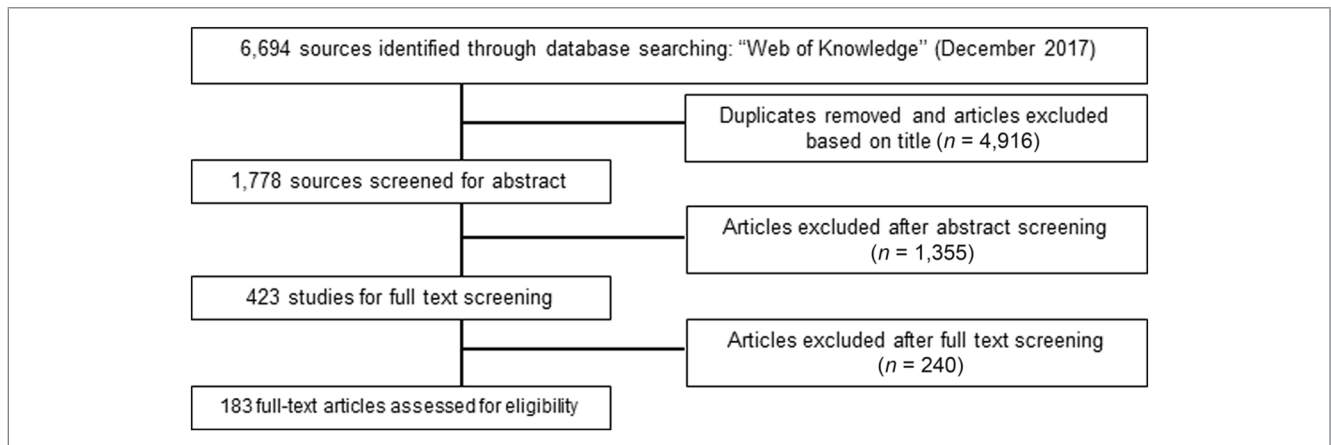 6,694 sources identified through database searching: “Web of Knowledge” (December 2017)
Duplicates removed and articles excluded
based on title (n = 4,916)
1,778 sources screened for abstract
Articles excluded after abstract screening
(n = 1,355)
423 studies for full text screening
Articles excluded after full text screening
(n = 240)
183 full-text articles assessed for eligibility